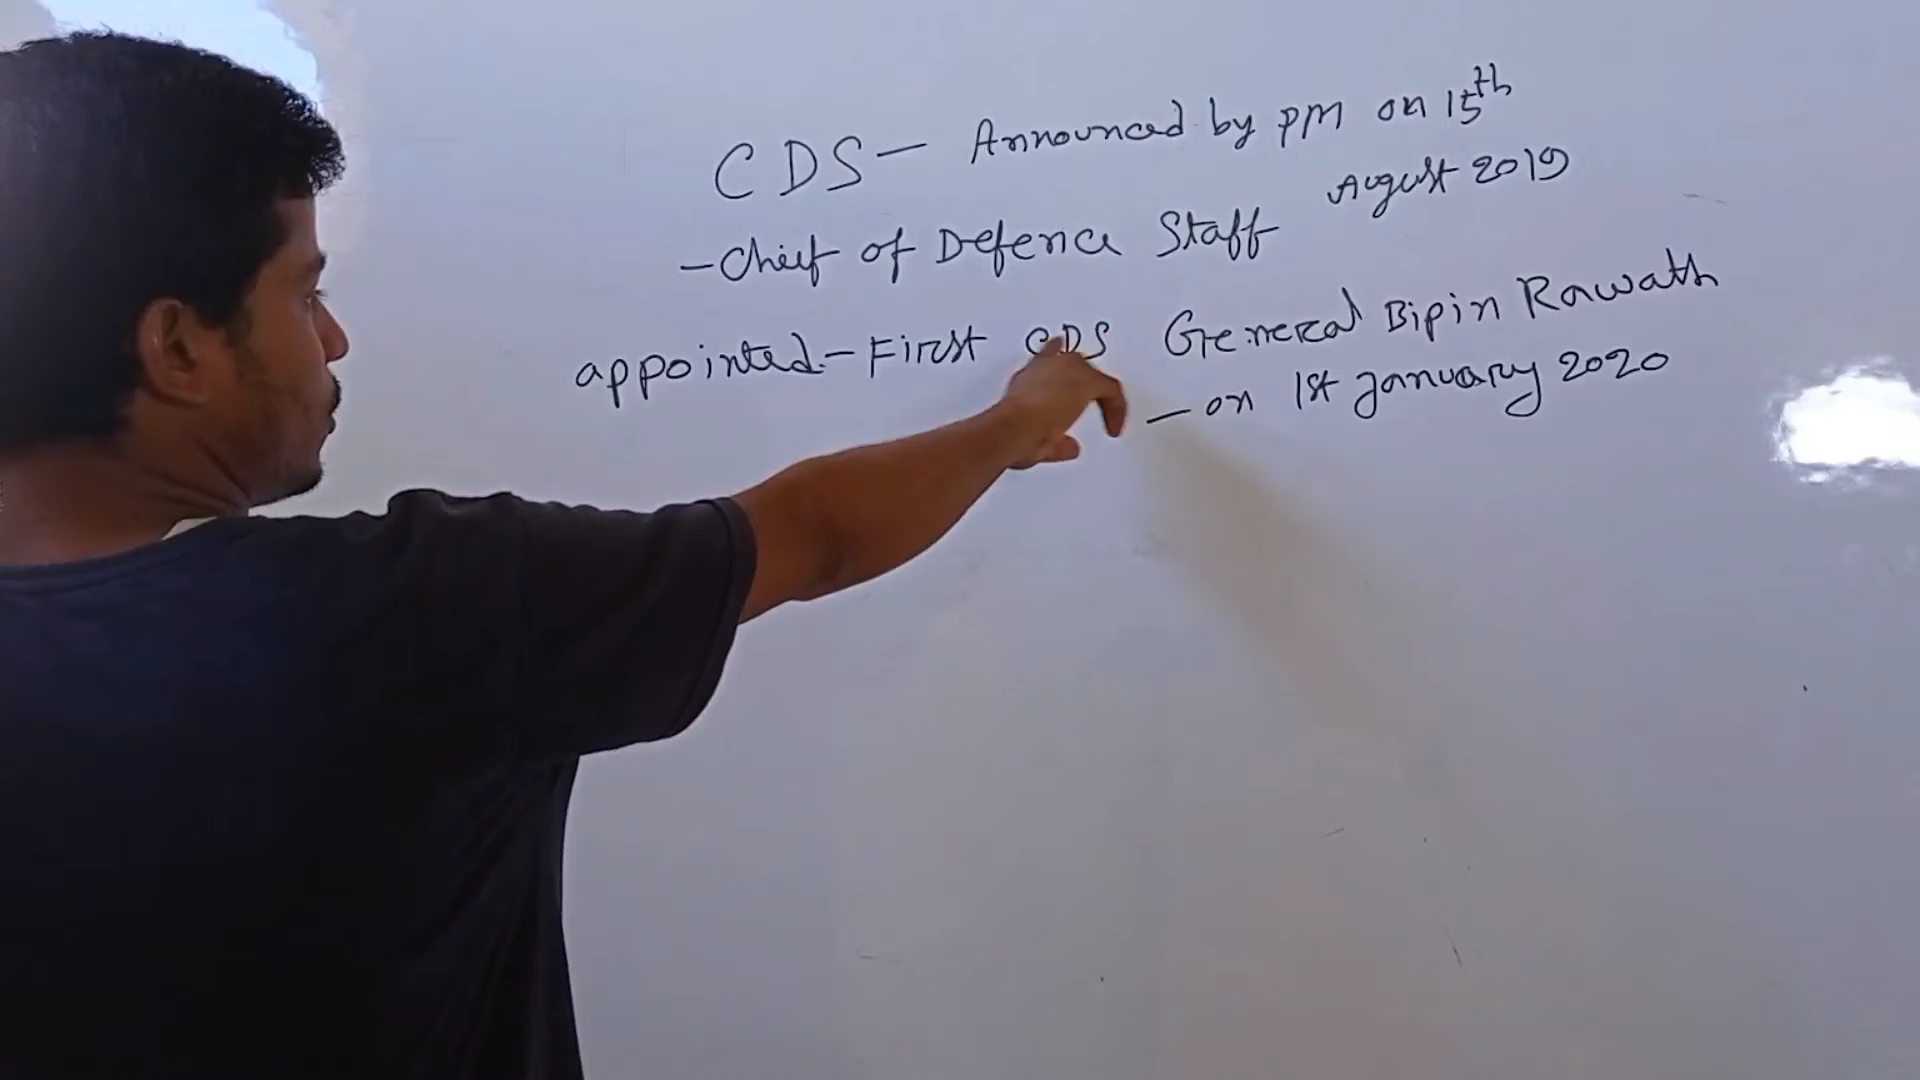 CDS - Announced by PM on 15th
August 2019
- Chief of Defence Staff
appointed - First CDS General Bipin Rawath
- on 1st January 2020